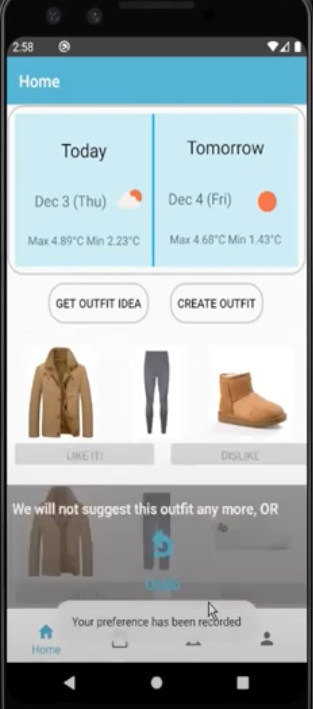 2:58
Home
Today
Tomorrow
Dec 3 (Thu)
Dec 4 (Fri)
Max 4.89°C Min 2.23°C
Max 4.68°C Min 1.43°C
GET OUTFIT IDEA
CREATE OUTFIT
LIKE IT!
DISLIKE
We will not suggest this outfit any more, OR
Undo
Your preference has been recorded
Home